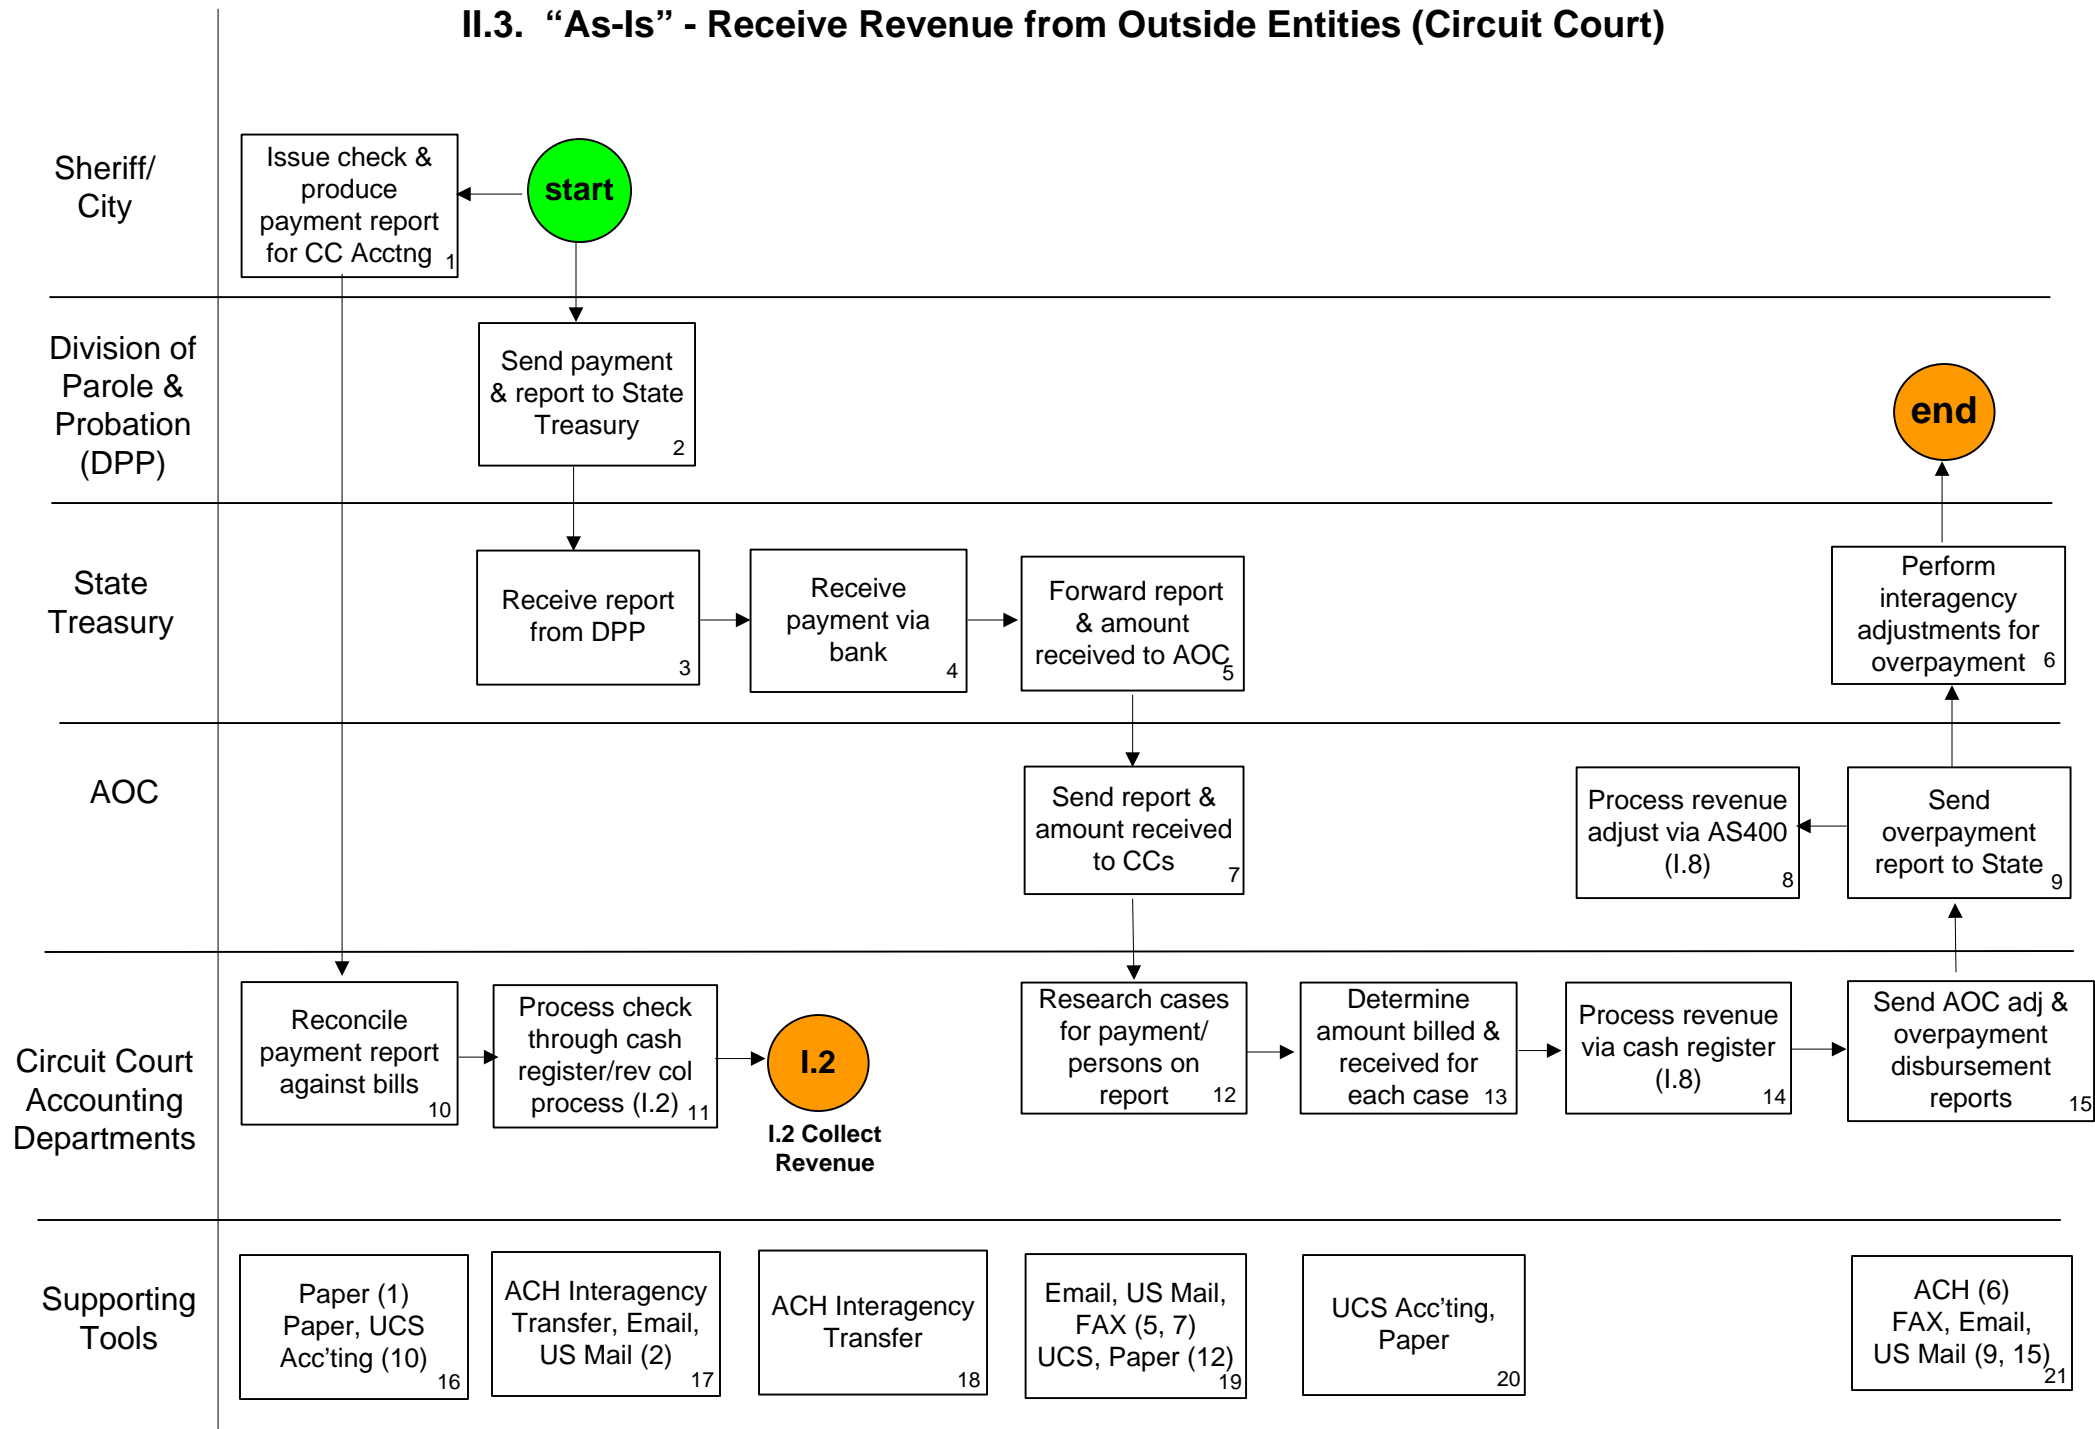 II.3.  “As-Is” - Receive Revenue from Outside Entities (Circuit Court)
Sheriff/
City
Issue check &
produce
payment report
for CC Acctng
1
start
Division of
Parole &
Probation
(DPP)
Send payment
& report to State
Treasury
2
end
State
Treasury
Receive report
from DPP
3
Receive
payment via
bank
4
Forward report
& amount
received to AOC
5
Perform
interagency
adjustments for
overpayment
6
AOC
Send report &
amount received
to CCs
7
Process revenue
adjust via AS400
(I.8)
8
Send
overpayment
report to State
9
Circuit Court
Accounting
Departments
Reconcile
payment report
against bills
10
Process check
through cash
register/rev col
process (I.2)
11
I.2
I.2 Collect
Revenue
Research cases
for payment/
persons on
report
12
Determine
amount billed &
received for
each case
13
Process revenue
via cash register
(I.8)
14
Send AOC adj &
overpayment
disbursement
reports
15
Supporting
Tools
Paper (1)
Paper, UCS
Acc’ting (10)
16
ACH Interagency
Transfer, Email,
US Mail (2)
17
ACH Interagency
Transfer
18
Email, US Mail,
FAX (5, 7)
UCS, Paper (12)
19
UCS Acc’ting,
Paper
20
ACH (6)
FAX, Email,
US Mail (9, 15)
21